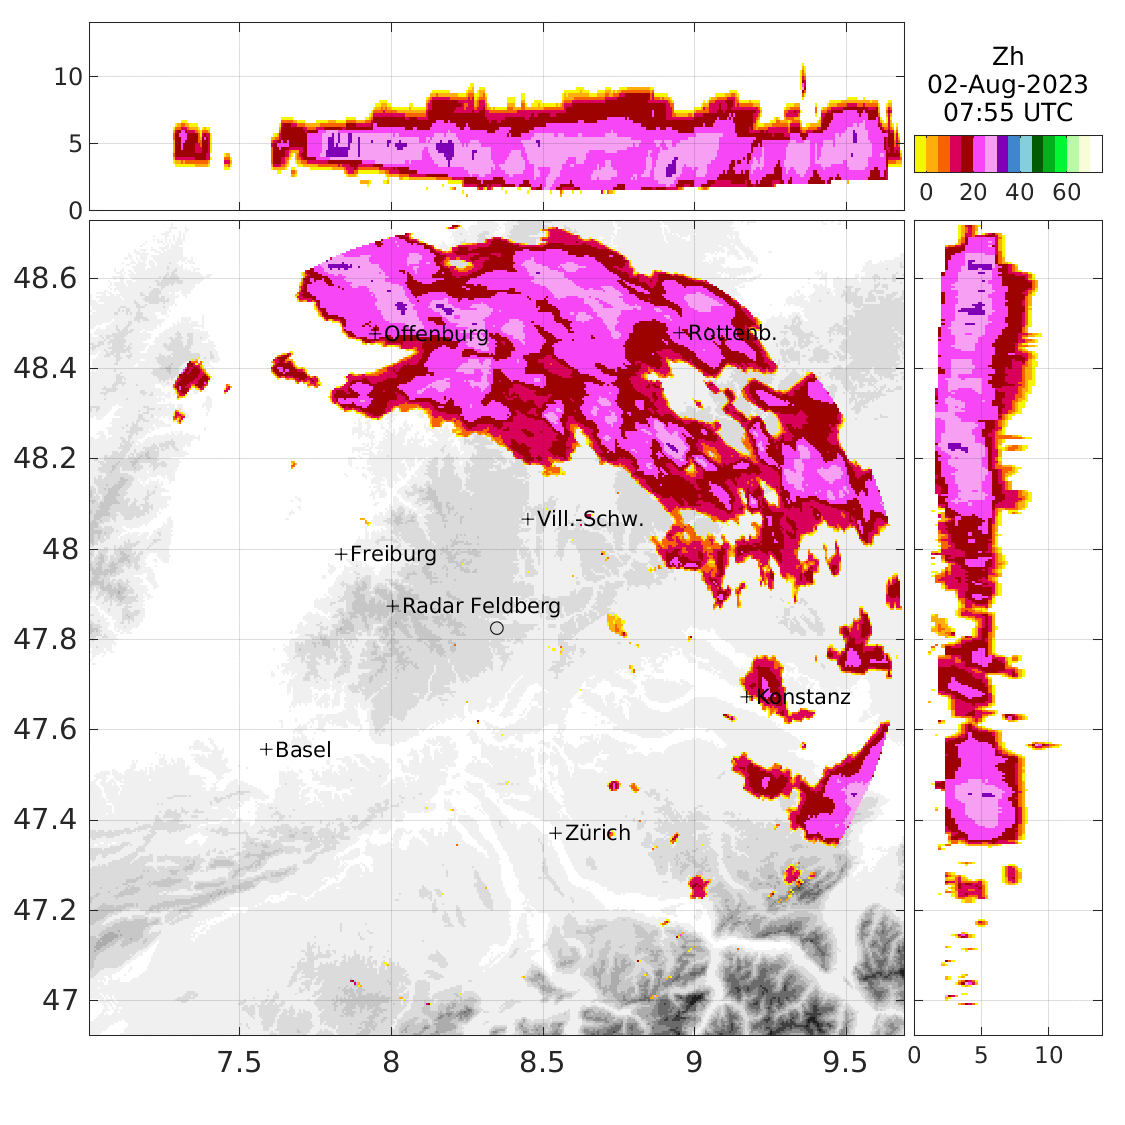 10
5
0
Zh
02-Aug-2023
07:55 UTC
0 20 40 60
48.6
48.4
48.2
48
47.8
47.6
47.4
47.2
47
Offenburg
Rottenb.
Vill.-Schw.
Freiburg
Radar Feldberg
Konstanz
Basel
Zürich
7.5 8 8.5 9 9.5
0 5 10